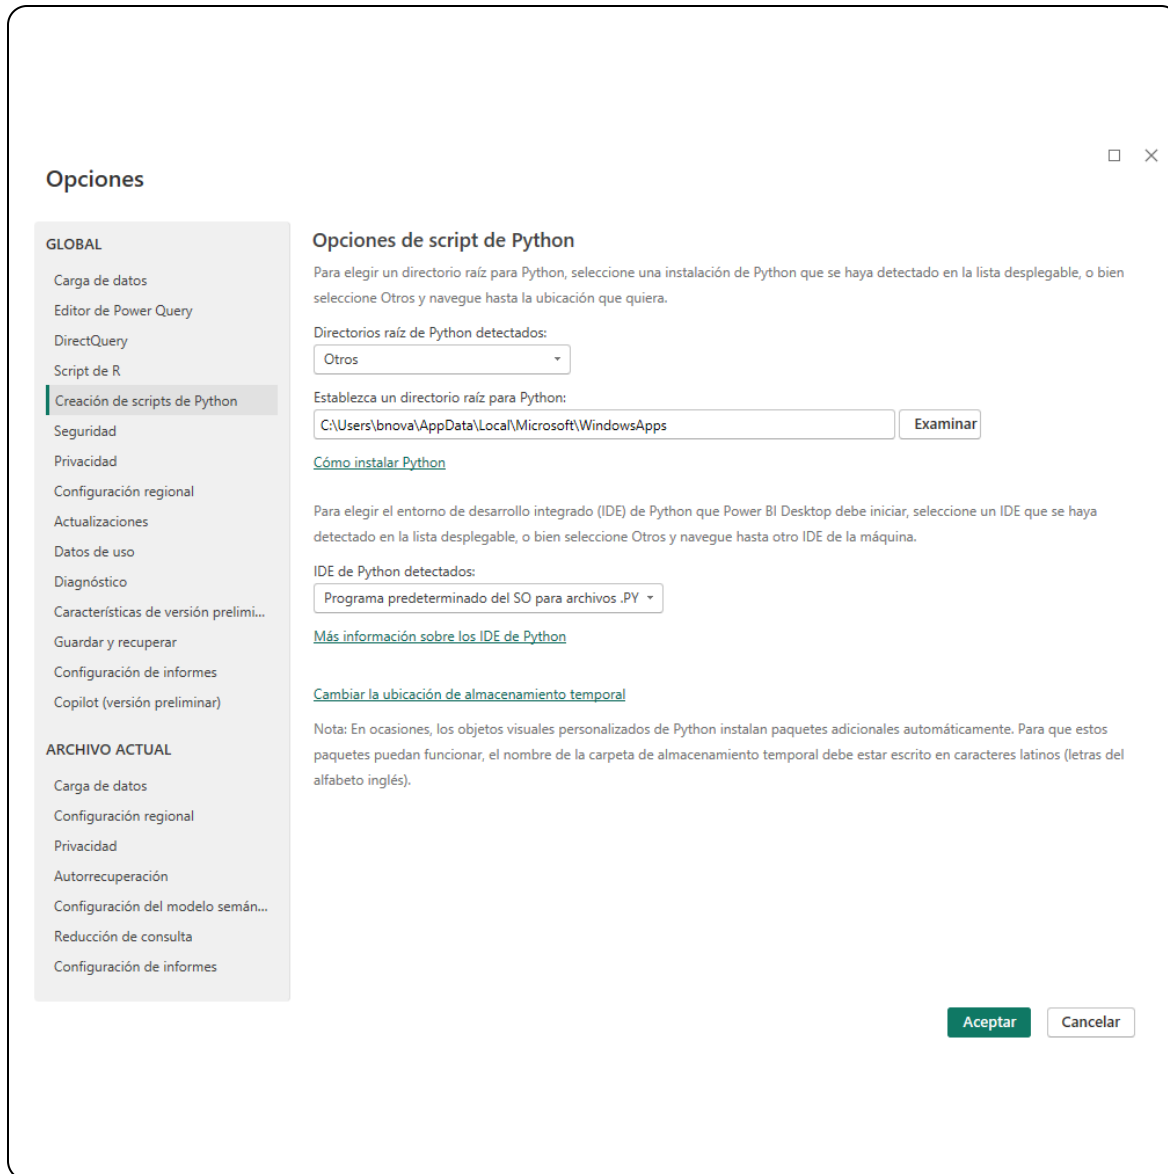 Opciones
GLOBAL
Carga de datos
Editor de Power Query
DirectQuery
Script de R
Creación de scripts de Python
Seguridad
Privacidad
Configuración regional
Actualizaciones
Datos de uso
Diagnóstico
Características de versión prelimi...
Guardar y recuperar
Configuración de informes
Copilot (versión preliminar)
ARCHIVO ACTUAL
Carga de datos
Configuración regional
Privacidad
Autorrecuperación
Configuración del modelo semán...
Reducción de consulta
Configuración de informes
Opciones de script de Python
Para elegir un directorio raíz para Python, seleccione una instalación de Python que se haya detectado en la lista desplegable, o bien
seleccione Otros y navegue hasta la ubicación que quiera.
Directorios raíz de Python detectados:
Otros
Establezca un directorio raíz para Python:
C:\Users\bnova\AppData\Local\Microsoft\WindowsApps
Examinar
Cómo instalar Python
Para elegir el entorno de desarrollo integrado (IDE) de Python que Power BI Desktop debe iniciar, seleccione un IDE que se haya
detectado en la lista desplegable, o bien seleccione Otros y navegue hasta otro IDE de la máquina.
IDE de Python detectados:
Programa predeterminado del SO para archivos .PY
Más información sobre los IDE de Python
Cambiar la ubicación de almacenamiento temporal
Nota: En ocasiones, los objetos visuales personalizados de Python instalan paquetes adicionales automáticamente. Para que estos
paquetes puedan funcionar, el nombre de la carpeta de almacenamiento temporal debe estar escrito en caracteres latinos (letras del
alfabeto inglés).
Aceptar
Cancelar